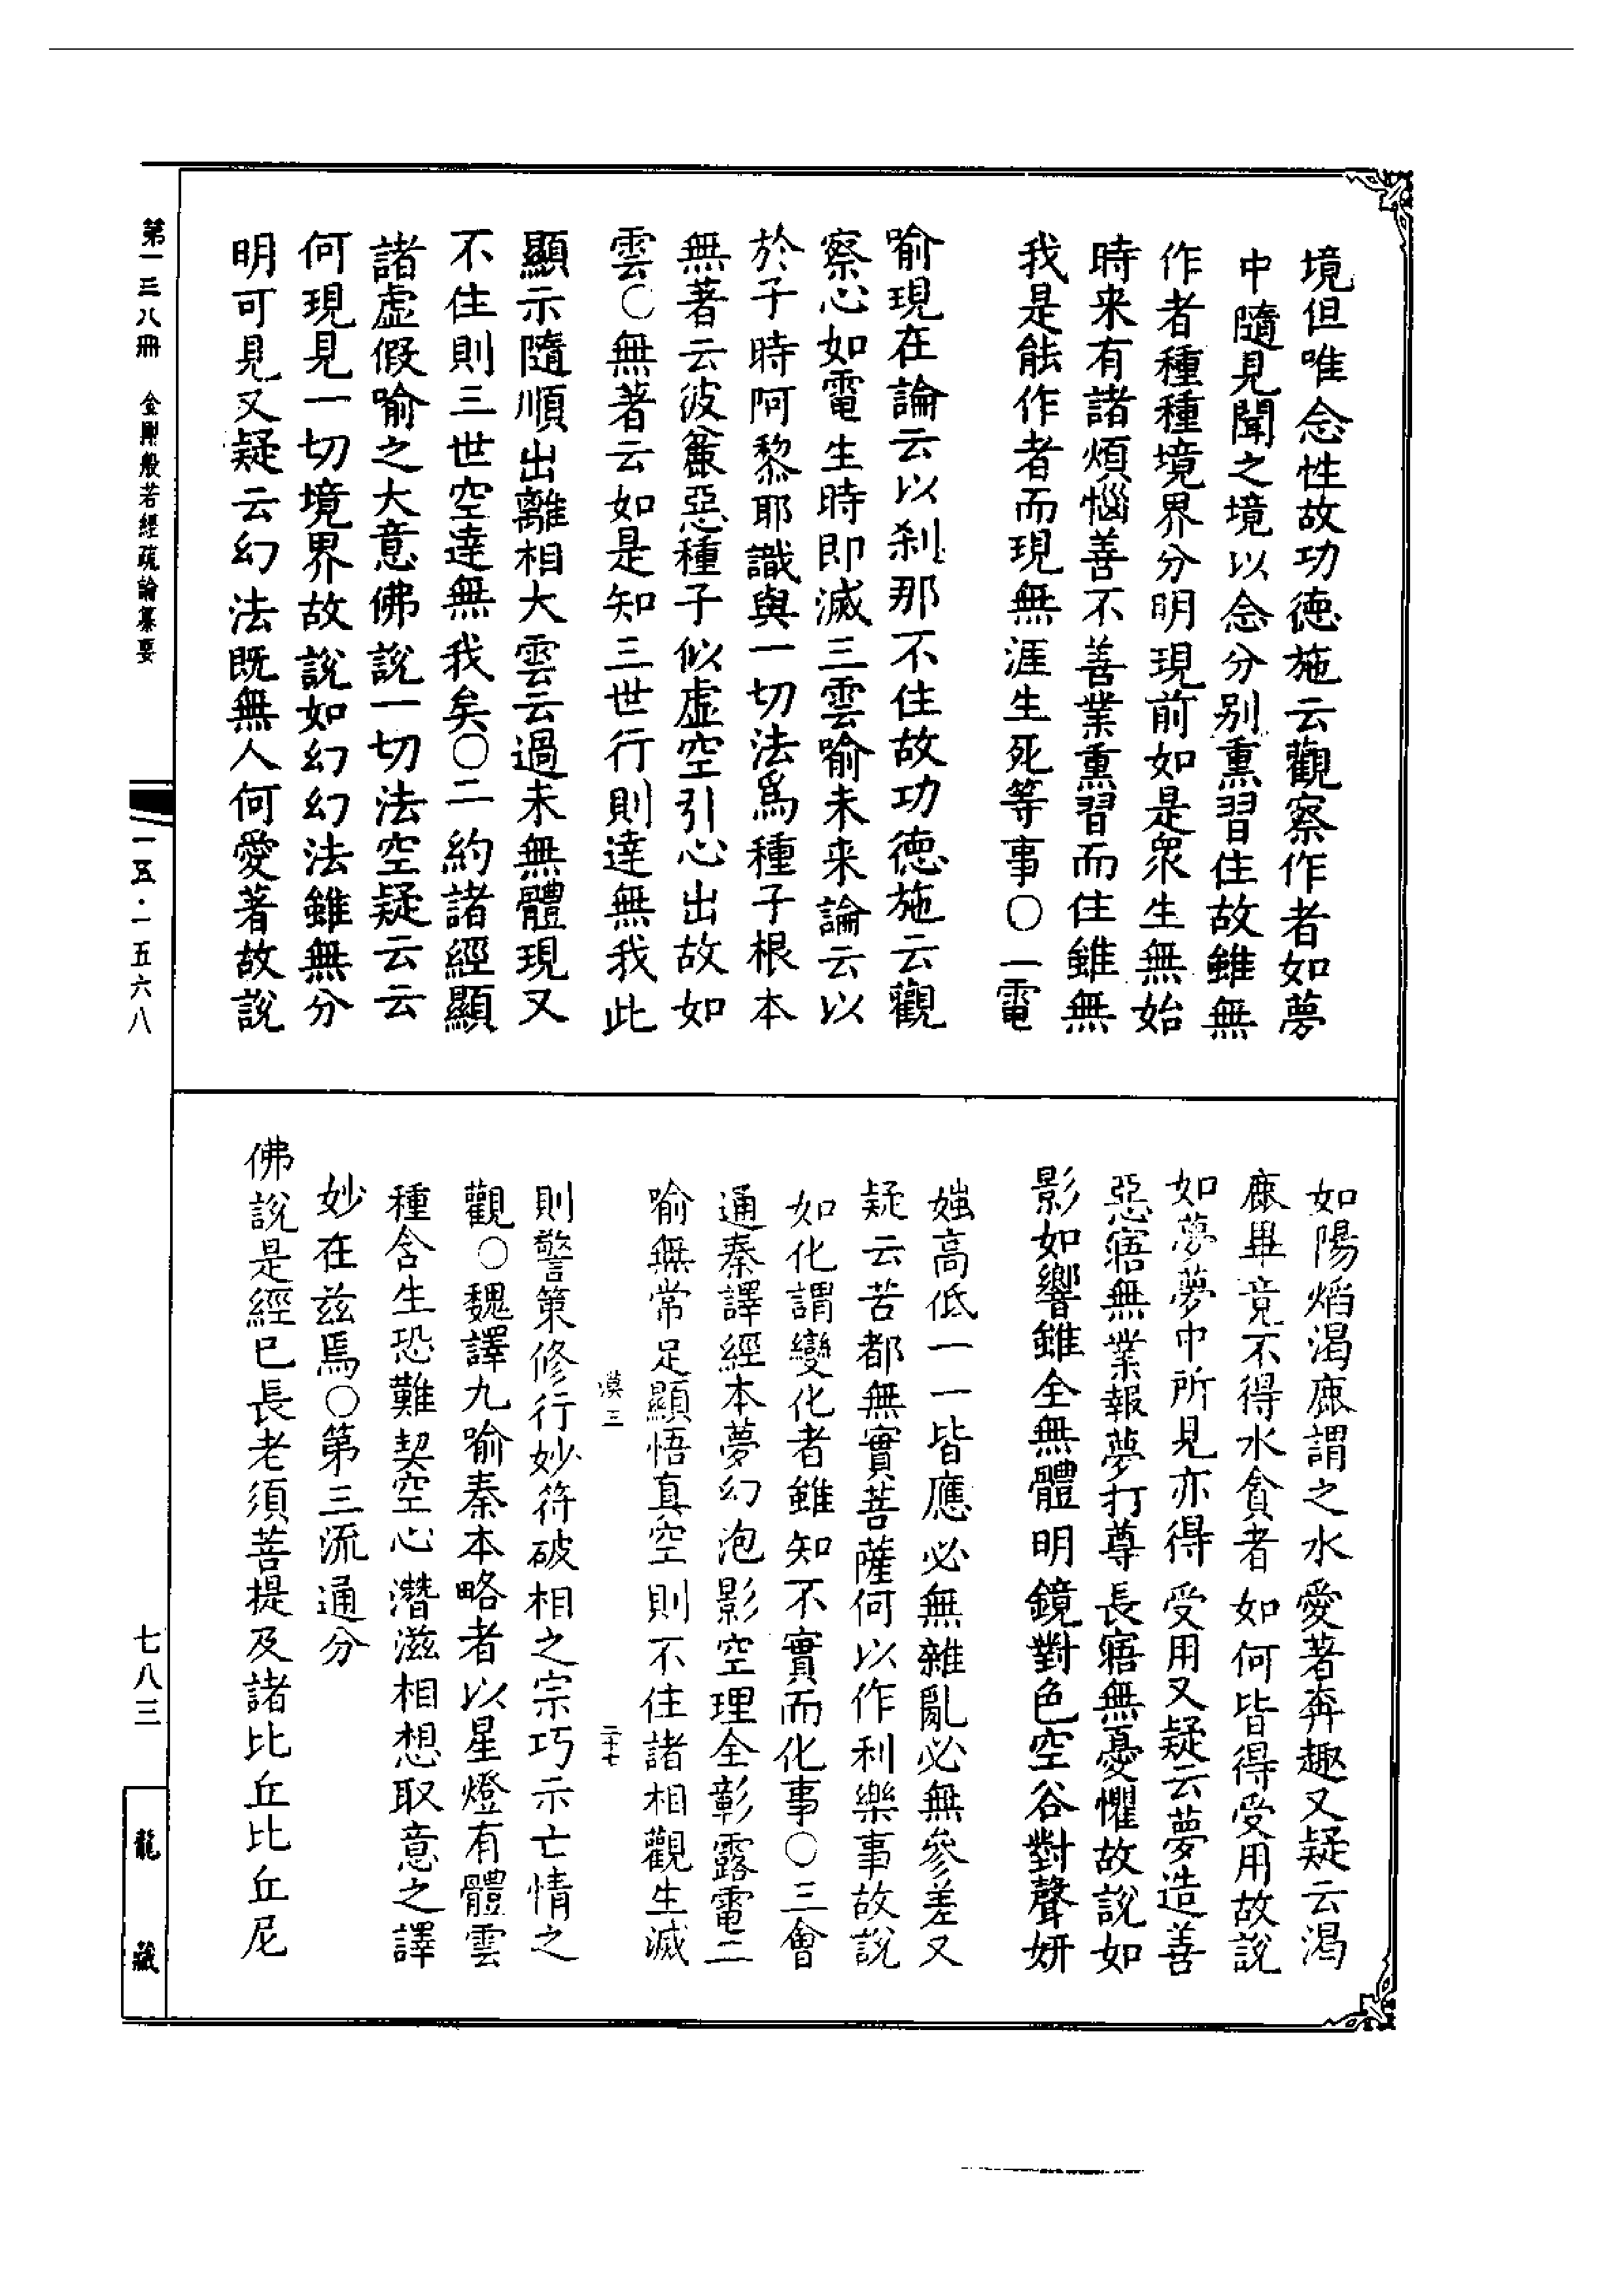 境但唯念性故功徳施云觀察作者如夢
中隨見聞之境以念分别熏習住故雖無
作者種種境界分明現前如是衆生無始
時来有諸煩惱善不善業熏習而住雖無
我是能作者而現無涯生死等事〇一電
喻現在論云以刹那不住故功徳施云觀
察心如電生時即滅三雲喻未来論云以
於子時阿黎耶識與一切法爲種子根本
無著云彼麤惡種子似虚空引心出故如
雲〇無著云如是知三世行則達無我此
顯示隨順出離相大雲云過未無體現又
不住則三世空達無我矣〇二約諸經顯
諸虚假喻之大意佛説一切法空疑云云
何現見一切境界故説如幻幻法雖無分
明可見又疑云幻法既無人何愛著故説
如陽焰渴鹿謂之水愛著奔趣又疑云渴
鹿畢竟不得水貪者如何皆得受用故説
如夢夢中所見亦得受用又疑云夢造善
惡寤無業報夢打尊長寤無憂懼故説如
影如響雖全無體明鏡對色空谷對聲妍
媸高低一一皆應必無雜亂必無參差又
疑云苦都無實菩薩何以作利樂事故説
如化謂變化者雖知不實而化事〇三會
通秦譯經本夢幻泡影空理全彰露電二
喻無常足顯悟真空則不住諸相觀生滅
漠三 二十七
則警策修行妙符破相之宗巧示亡情之
觀〇魏譯九喻秦本略者以星燈有體雲
種含生恐難契空心潛滋相想取意之譯
妙在兹焉〇第三流通分
佛説是經已長老須菩提及諸比丘比丘尼
第一三八冊 金剛般若經疏論纂要
一五·一五六八
七八三
龍藏